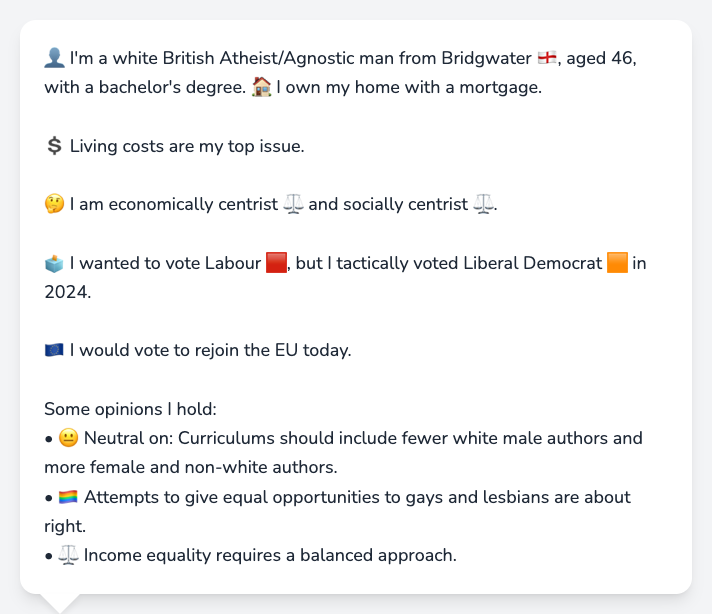 👤 I'm a white British Atheist/Agnostic man from Bridgwater 🏴󠁧󠁢󠁥󠁮󠁧󠁿, aged 46,
with a bachelor's degree. 🏠 I own my home with a mortgage.
💲 Living costs are my top issue.
🤔 I am economically centrist ⚖️ and socially centrist ⚖️.
🗳️ I wanted to vote Labour 🟥, but I tactically voted Liberal Democrat 🟧 in
2024.
🇪🇺 I would vote to rejoin the EU today.
Some opinions I hold:
• 😐 Neutral on: Curriculums should include fewer white male authors and
more female and non-white authors.
• 🏳️‍🌈 Attempts to give equal opportunities to gays and lesbians are about
right.
• ⚖️ Income equality requires a balanced approach.